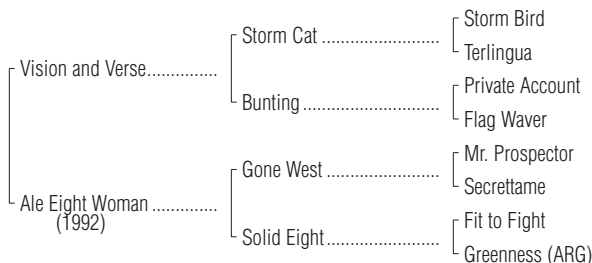 Storm Bird
Storm Cat ..........................
Terlingua
Vision and Verse...............
Private Account
Bunting ..............................
Flag Waver
Mr. Prospector
Gone West .........................
Secrettame
Ale Eight Woman ..............
(1992)
Fit to Fight
Solid Eight.........................
Greenness (ARG)